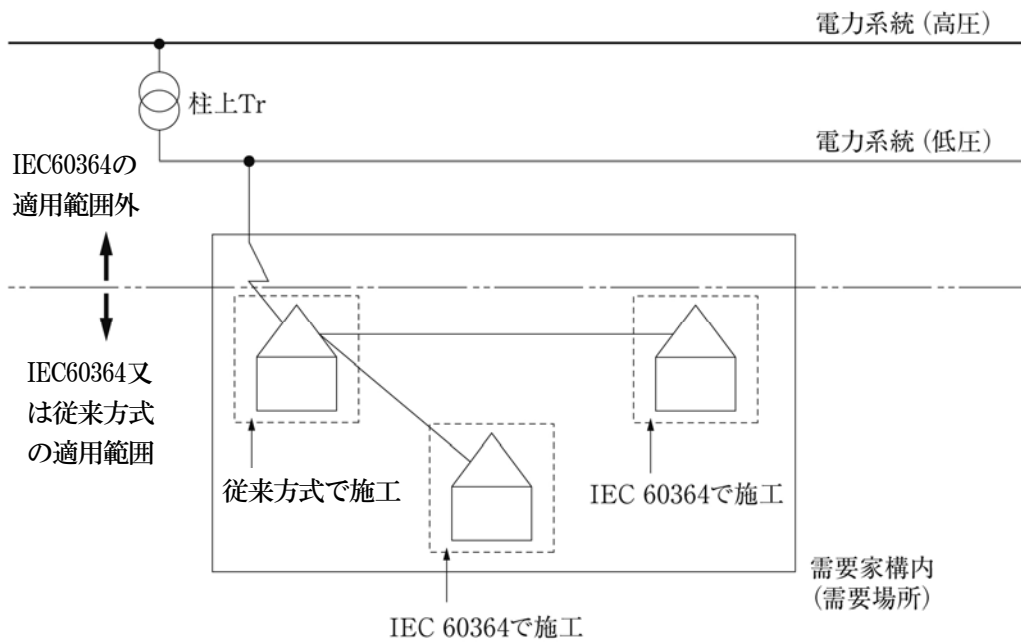 電力系統（高圧）
柱上Tr
電力系統（低圧）
IEC60364の
適用範囲外
IEC60364又
は従来方式
の適用範囲
従来方式で施工
IEC 60364で施工
IEC 60364で施工
需要家構内
（需要場所）